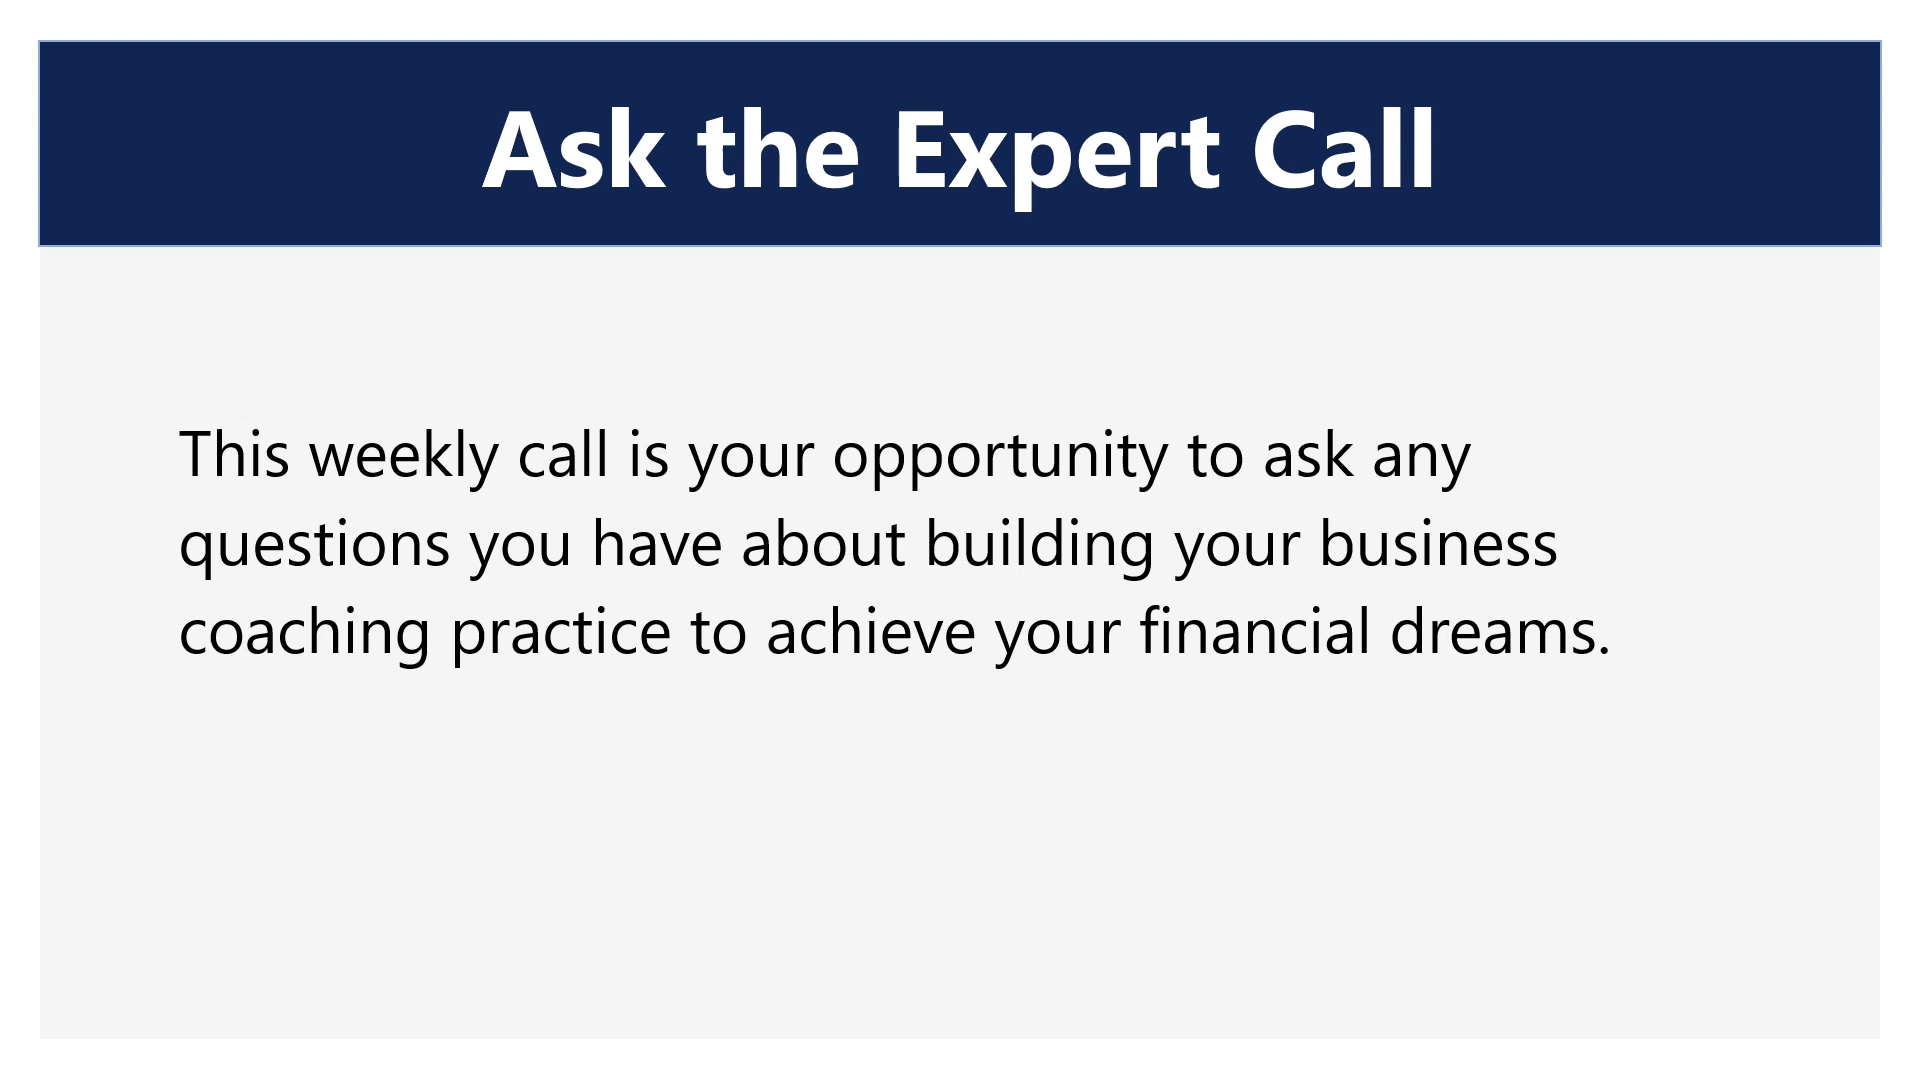 Ask the Expert Call
This weekly call is your opportunity to ask any
questions you have about building your business
coaching practice to achieve your financial dreams.